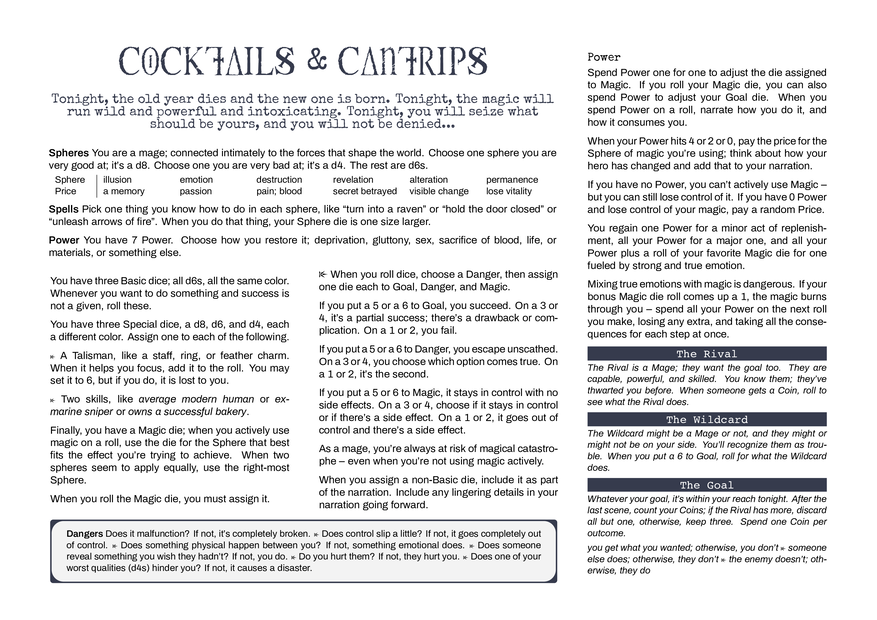 COCKTAILS & CANTRIPS
Tonight, the old year dies and the new one is born. Tonight, the magic will
run wild and powerful and intoxicating. Tonight, you will seize what
should be yours, and you will not be denied...
Spheres You are a mage; connected intimately to the forces that shape the world. Choose one sphere you are
very good at; it's a d8. Choose one you are very bad at; it's a d4. The rest are d6s.
Sphere illusion emotion destruction revelation alteration permanence
Price a memory passion pain; blood secret betrayed visible change lose vitality
Spells Pick one thing you know how to do in each sphere, like “turn into a raven” or “hold the door closed” or
“unleash arrows of fire”. When you do that thing, your Sphere die is one size larger.
Power You have 7 Power. Choose how you restore it; deprivation, gluttony, sex, sacrifice of blood, life, or
materials, or something else.
You have three Basic dice; all d6s, all the same color.
Whenever you want to do something and success is
not a given, roll these.
You have three Special dice, a d8, d6, and d4, each
a different color. Assign one to each of the following.
» A Talisman, like a staff, ring, or feather charm.
When it helps you focus, add it to the roll. You may
set it to 6, but if you do, it is lost to you.
» Two skills, like average modern human or ex-
marine sniper or owns a successful bakery.
Finally, you have a Magic die; when you actively use
magic on a roll, use the die for the Sphere that best
fits the effect you're trying to achieve. When two
spheres seem to apply equally, use the right-most
Sphere.
When you roll the Magic die, you must assign it.
When you roll dice, choose a Danger, then assign
one die each to Goal, Danger, and Magic.
If you put a 5 or a 6 to Goal, you succeed. On a 3 or
4, it's a partial success; there's a drawback or com-
plication. On a 1 or 2, you fail.
If you put a 5 or a 6 to Danger, you escape unscathed.
On a 3 or 4, you choose which option comes true. On
a 1 or 2, it's the second.
If you put a 5 or a 6 to Magic, it stays in control with no
side effects. On a 3 or 4, choose if it stays in control
or if there's a side effect. On a 1 or 2, it goes out of
control and there's a side effect.
As a mage, you're always at risk of magical catastro-
phe – even when you're not using magic actively.
When you assign a non-Basic die, include it as part
of the narration. Include any lingering details in your
narration going forward.
Dangers Does it malfunction? If not, it's completely broken. » Does control slip a little? If not, it goes completely out
of control. » Does something physical happen between you? If not, something emotional does. » Does someone
reveal something you wish they hadn't? If not, you do. » Do you hurt them? If not, they hurt you. » Does one of your
worst qualities (d4s) hinder you? If not, it causes a disaster.
Power
Spend Power one for one to adjust the die assigned
to Magic. If you roll your Magic die, you can also
spend Power to adjust your Goal die. When you
spend Power on a roll, narrate how you do it, and
how it consumes you.
When your Power hits 4 or 2 or 0, pay the price for the
Sphere of magic you're using; think about how your
hero has changed and add that to your narration.
If you have no Power, you can't actively use Magic –
but you can still lose control of it. If you have 0 Power
and lose control of your magic, pay a random Price.
You regain one Power for a minor act of replenish-
ment, all your Power for a major one, and all your
Power plus a roll of your favorite Magic die for one
fueled by strong and true emotion.
Mixing true emotions with magic is dangerous. If your
bonus Magic die roll comes up a 1, the magic burns
through you – spend all your Power on the next roll
you make, losing any extra, and taking all the conse-
quences for each step at once.
The Rival
The Rival is a Mage; they want the goal too. They are
capable, powerful, and skilled. You know them; they've
thwarted you before. When someone gets a Coin, roll to
see what the Rival does.
The Wildcard
The Wildcard might be a Mage or not, and they might or
might not be on your side. You'll recognize them as trou-
ble. When you put a 6 to Goal, roll for what the Wildcard
does.
The Goal
Whatever your goal, it's within your reach tonight. After the
last scene, count your Coins; if the Rival has more, discard
all but one, otherwise, keep three. Spend one Coin per
outcome.
you get what you wanted; otherwise, you don't » someone
else does; otherwise, they don't » the enemy doesn't; oth-
erwise, they do